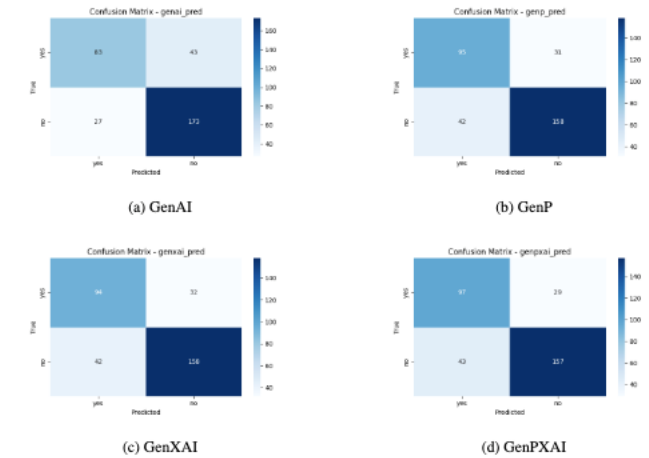 Confusion Matrix - genai_pred
160
140
120
100
80
60
40
yes
83
43
True
no
27
yes
no
Predicted
(a) GenAI
Confusion Matrix - genp_pred
140
120
100
80
60
40
yes
95
31
True
no
42
158
yes
no
Predicted
(b) GenP
Confusion Matrix - genxai_pred
140
120
100
80
60
40
yes
94
32
True
no
42
yes
no
Predicted
(c) GenXAI
Confusion Matrix - genpxai_pred
140
120
100
80
60
40
yes
97
29
True
no
43
157
yes
no
Predicted
(d) GenPXAI